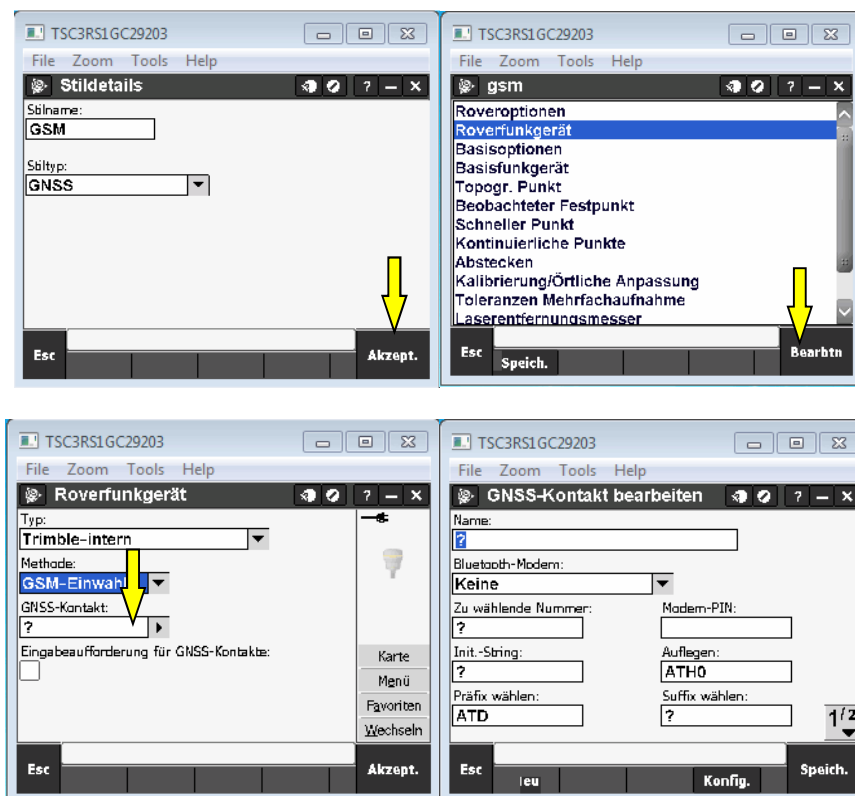 TSC3RS1GC29203
File Zoom Tools Help
Stildetails ? – x
Stilname:
GSM
Stiltyp:
GNSS
Esc Akzept.
TSC3RS1GC29203
File Zoom Tools Help
gsm ? – x
Roveroptionen
Roverfunkgerät
Basisoptionen
Basisfunkgerät
Topogr. Punkt
Beobachteter Festpunkt
Schneller Punkt
Kontinuierliche Punkte
Abstecken
Kalibrierung/Örtliche Anpassung
Toleranzen Mehrfachaufnahme
Laserentfernungsmesser
Esc Speich. Bearbtn
TSC3RS1GC29203
File Zoom Tools Help
Roverfunkgerät ? – x
Typ:
Trimble-intern
Methode:
GSM-Einwahl
GNSS-Kontakt:
?
Eingabeaufforderung für GNSS-Kontakte:
Karte
Menü
Favoriten
Wechseln
Esc Akzept.
TSC3RS1GC29203
File Zoom Tools Help
GNSS-Kontakt bearbeiten ? – x
Name:
?
Bluetooth-Modem:
Keine
Zu wählende Nummer: Modem-PIN:
?
Init.-String: Auflegen:
? ATH0
Präfix wählen: Suffix wählen:
ATD ?
1/2
Esc Konfig. Speich.